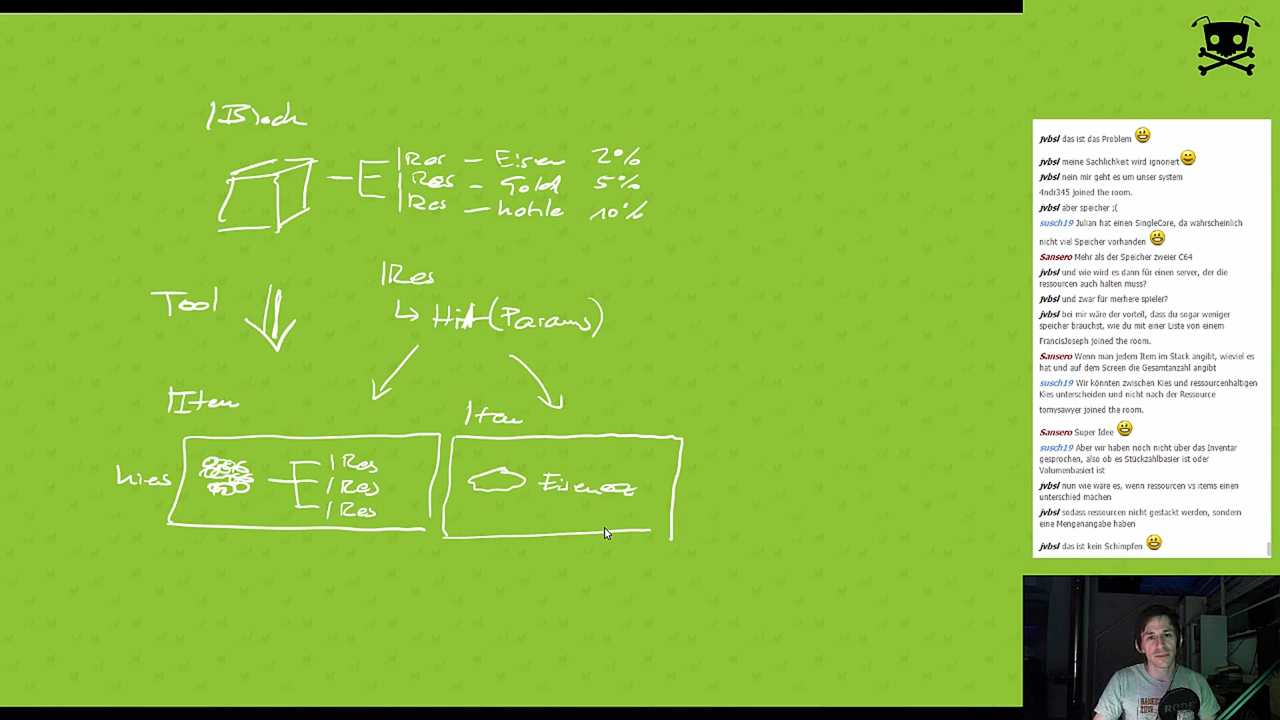 IBlock
IRes - Eisen 2%
IRes - Gold 5%
IRes - Kohle 10%
IRes
Tool
↳ Hit(Params)
IItem
Item
Kies
IRes
IRes
IRes
Eisenerz
jvbsl das ist das Problem
jvbsl meine Sachlichkeit wird ignoriert
jvbsl nein mir geht es um unser system
4ndr345 joined the room.
jvbsl aber speicher ;(
susch19 Julian hat einen SingleCore, da wahrscheinlich
nicht viel Speicher vorhanden
Sansero Mehr als der Speicher zweier C64
jvbsl und wie wird es dann für einen server, der die
ressourcen auch halten muss?
jvbsl und zwar für merhere spieler?
jvbsl bei mir wäre der vorteil, dass du sogar weniger
speicher brauchst, wie du mit einer Liste von einem
FrancisJoseph joined the room.
Sansero Wenn man jedem Item im Stack angibt, wieviel es
hat und auf dem Screen die Gesamtanzahl angibt
susch19 Wir könnten zwischen Kies und ressourcenhaltigen
Kies unterscheiden und nicht nach der Ressource
tomysawyer joined the room.
Sansero Super Idee
susch19 Aber wir haben noch nicht über das Inventar
gesprochen, also ob es Stückzahlbasier ist oder
Volumenbasiert ist
jvbsl nun wie wäre es, wenn ressourcen vs items einen
unterschied machen
jvbsl sodass ressourcen nicht gestackt werden, sondern
eine Mengenangabe haben
jvbsl das ist kein Schimpfen
RODE